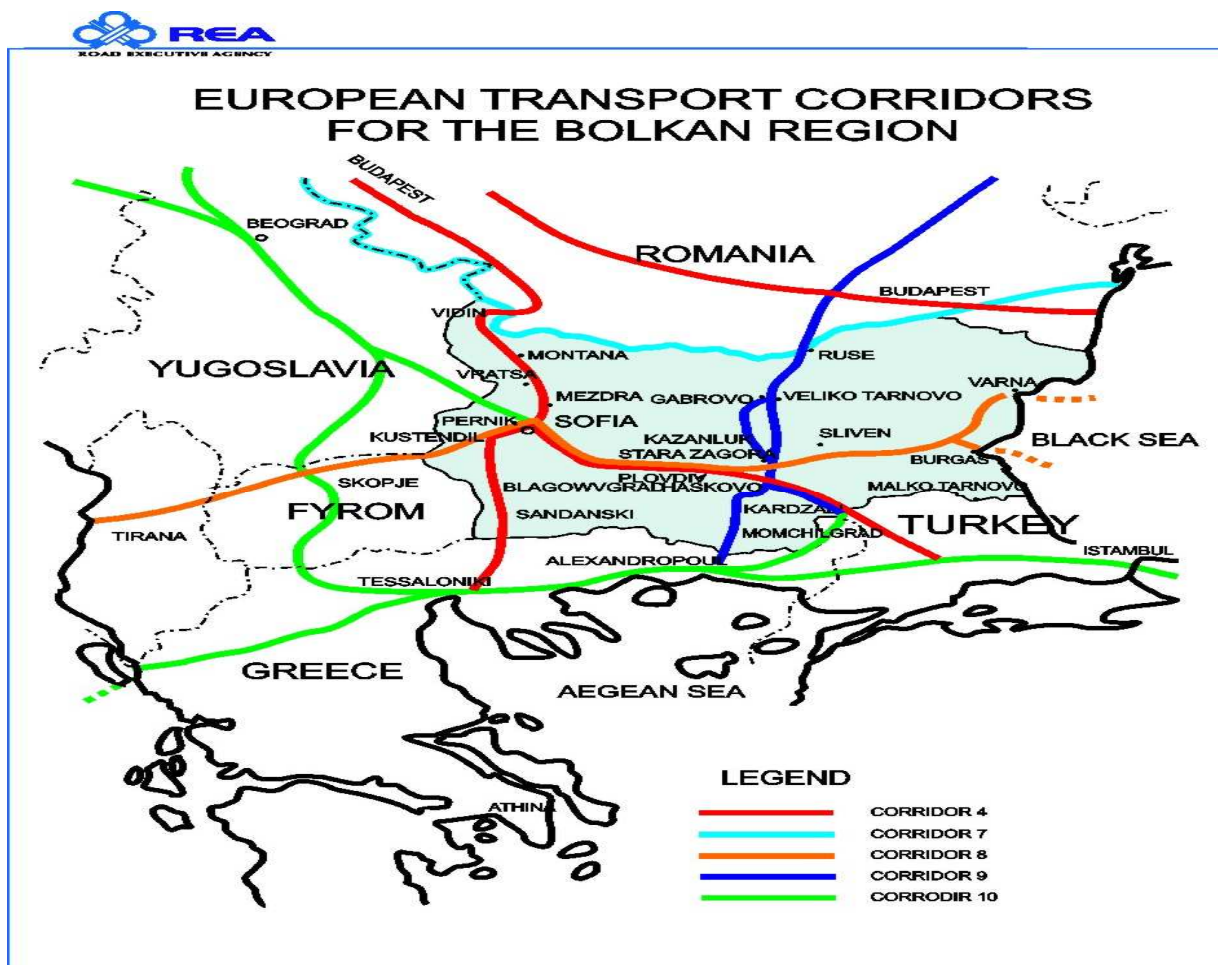 REA
ROAD EXECUTIVE AGENCY
EUROPEAN TRANSPORT CORRIDORS
FOR THE BOLKAN REGION
BUDAPEST
BEOGRAD
ROMANIA
BUDAPEST
VIDIN
YUGOSLAVIA
MONTANA
RUSE
VRATSA
VARNA
MEZDRA
GABROVO
VELIKO TARNOVO
PERNIK
SOFIA
KUSTENDIL
KAZANLUK
SLIVEN
BLACK SEA
STARA ZAGORA
BURGAS
PLOVDIV
SKOPJE
BLAGOWVGRAD
HASKOVO
MALKO TARNOVO
FYROM
SANDANSKI
KARDZALI
TURKEY
TIRANA
MOMCHILGRAD
ISTAMBUL
ALEXANDROPOUL
TESSALONIKI
GREECE
AEGEAN SEA
ATHINA
LEGEND
CORRIDOR 4
CORRIDOR 7
CORRIDOR 8
CORRIDOR 9
CORRODIR 10